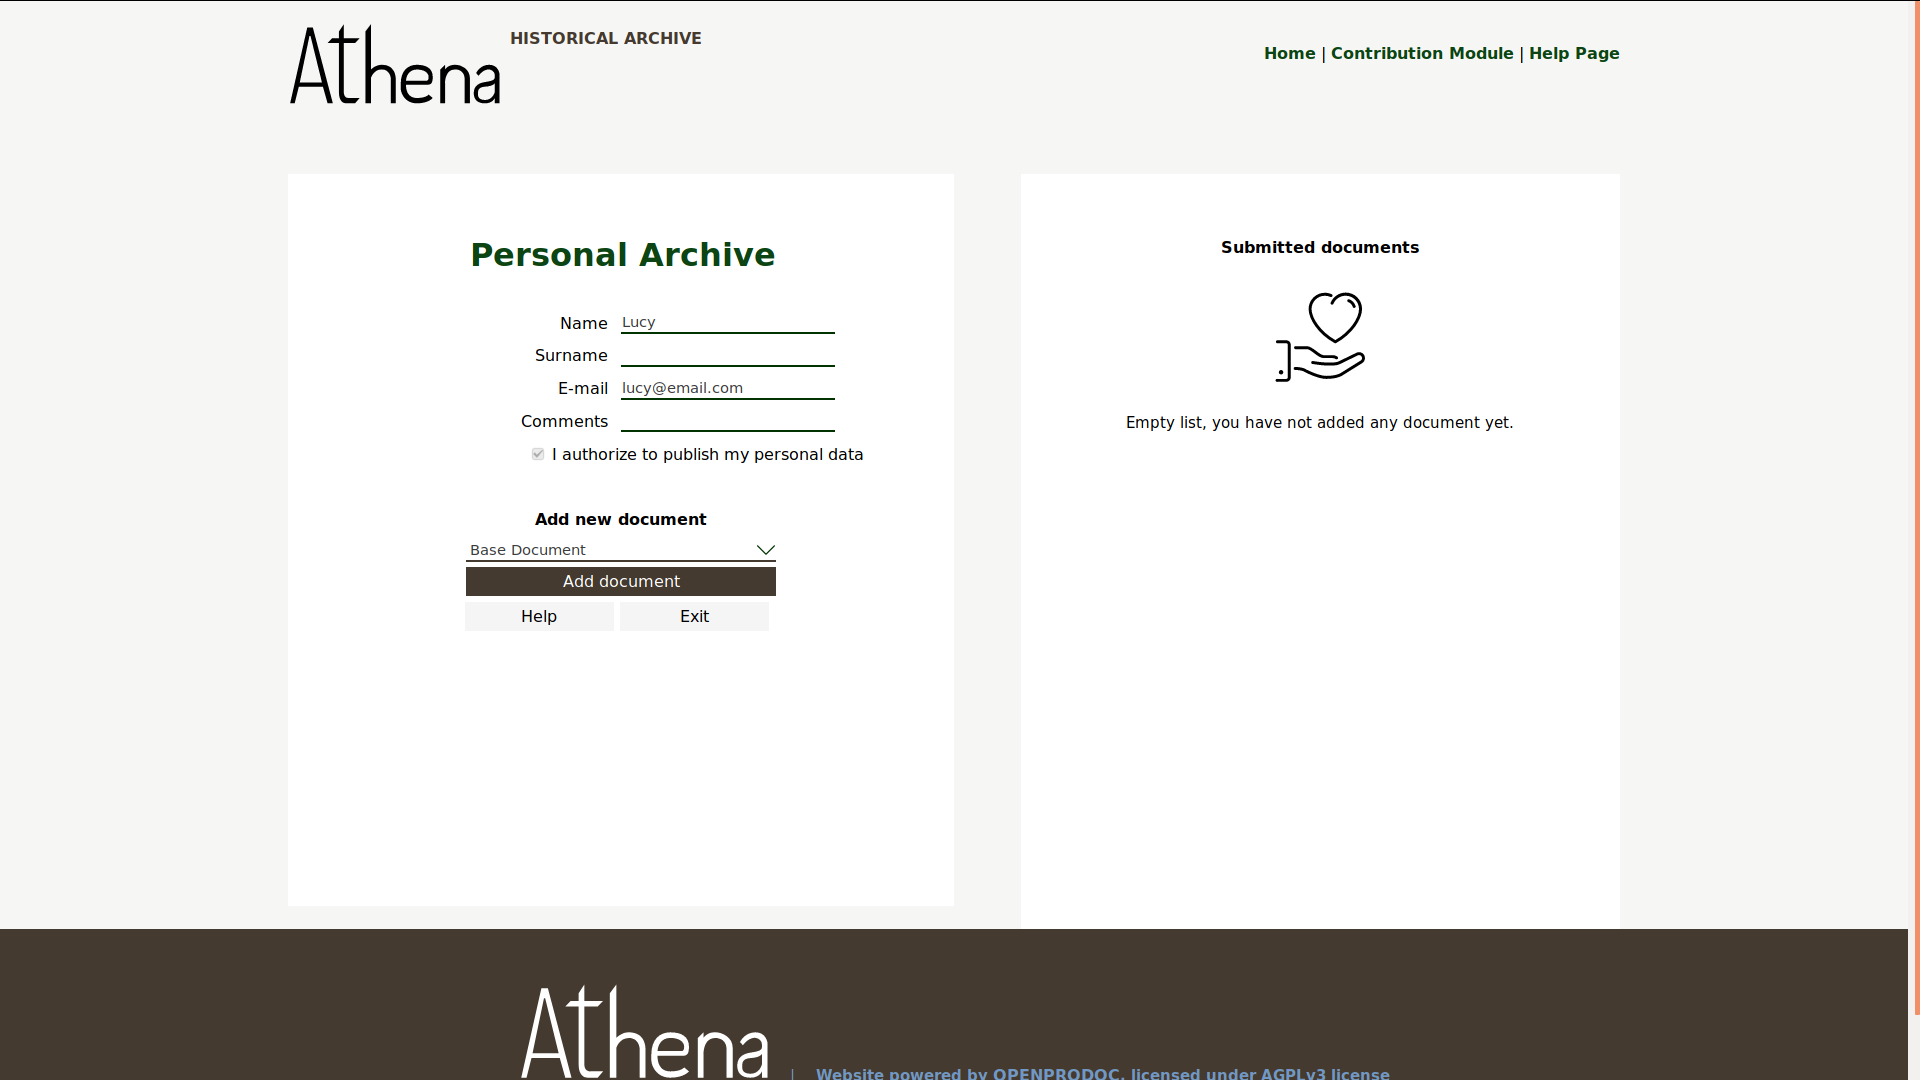 Athena
HISTORICAL ARCHIVE
Home | Contribution Module | Help Page
Personal Archive
Name Lucy
Surname
E-mail lucy@email.com
Comments
I authorize to publish my personal data
Add new document
Base Document
Add document
Help Exit
Submitted documents
Empty list, you have not added any document yet.
Athena | Website powered by OPENPRODOC, licensed under AGPLv3 license